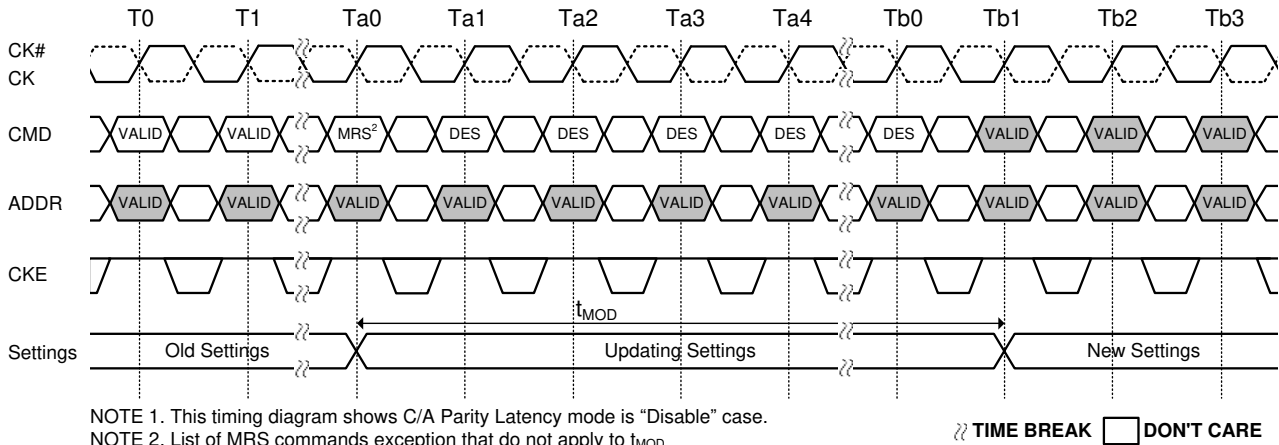 T0 T1 Ta0 Ta1 Ta2 Ta3 Ta4 Tb0 Tb1 Tb2 Tb3
CK#
CK
CMD VALID VALID MRS² DES DES DES DES DES VALID VALID VALID
ADDR VALID VALID VALID VALID VALID VALID VALID VALID VALID VALID VALID
CKE
tMOD
Settings Old Settings Updating Settings New Settings
NOTE 1. This timing diagram shows C/A Parity Latency mode is “Disable” case.
NOTE 2. List of MRS commands exception that do not apply to tMOD
TIME BREAK DON'T CARE